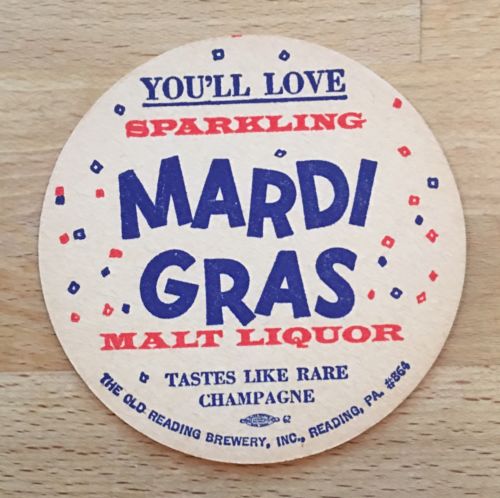 YOU'LL LOVE
SPARKLING
MARDI
GRAS
MALT LIQUOR
TASTES LIKE RARE
CHAMPAGNE
62
THE OLD READING BREWERY, INC., READING, PA. #864